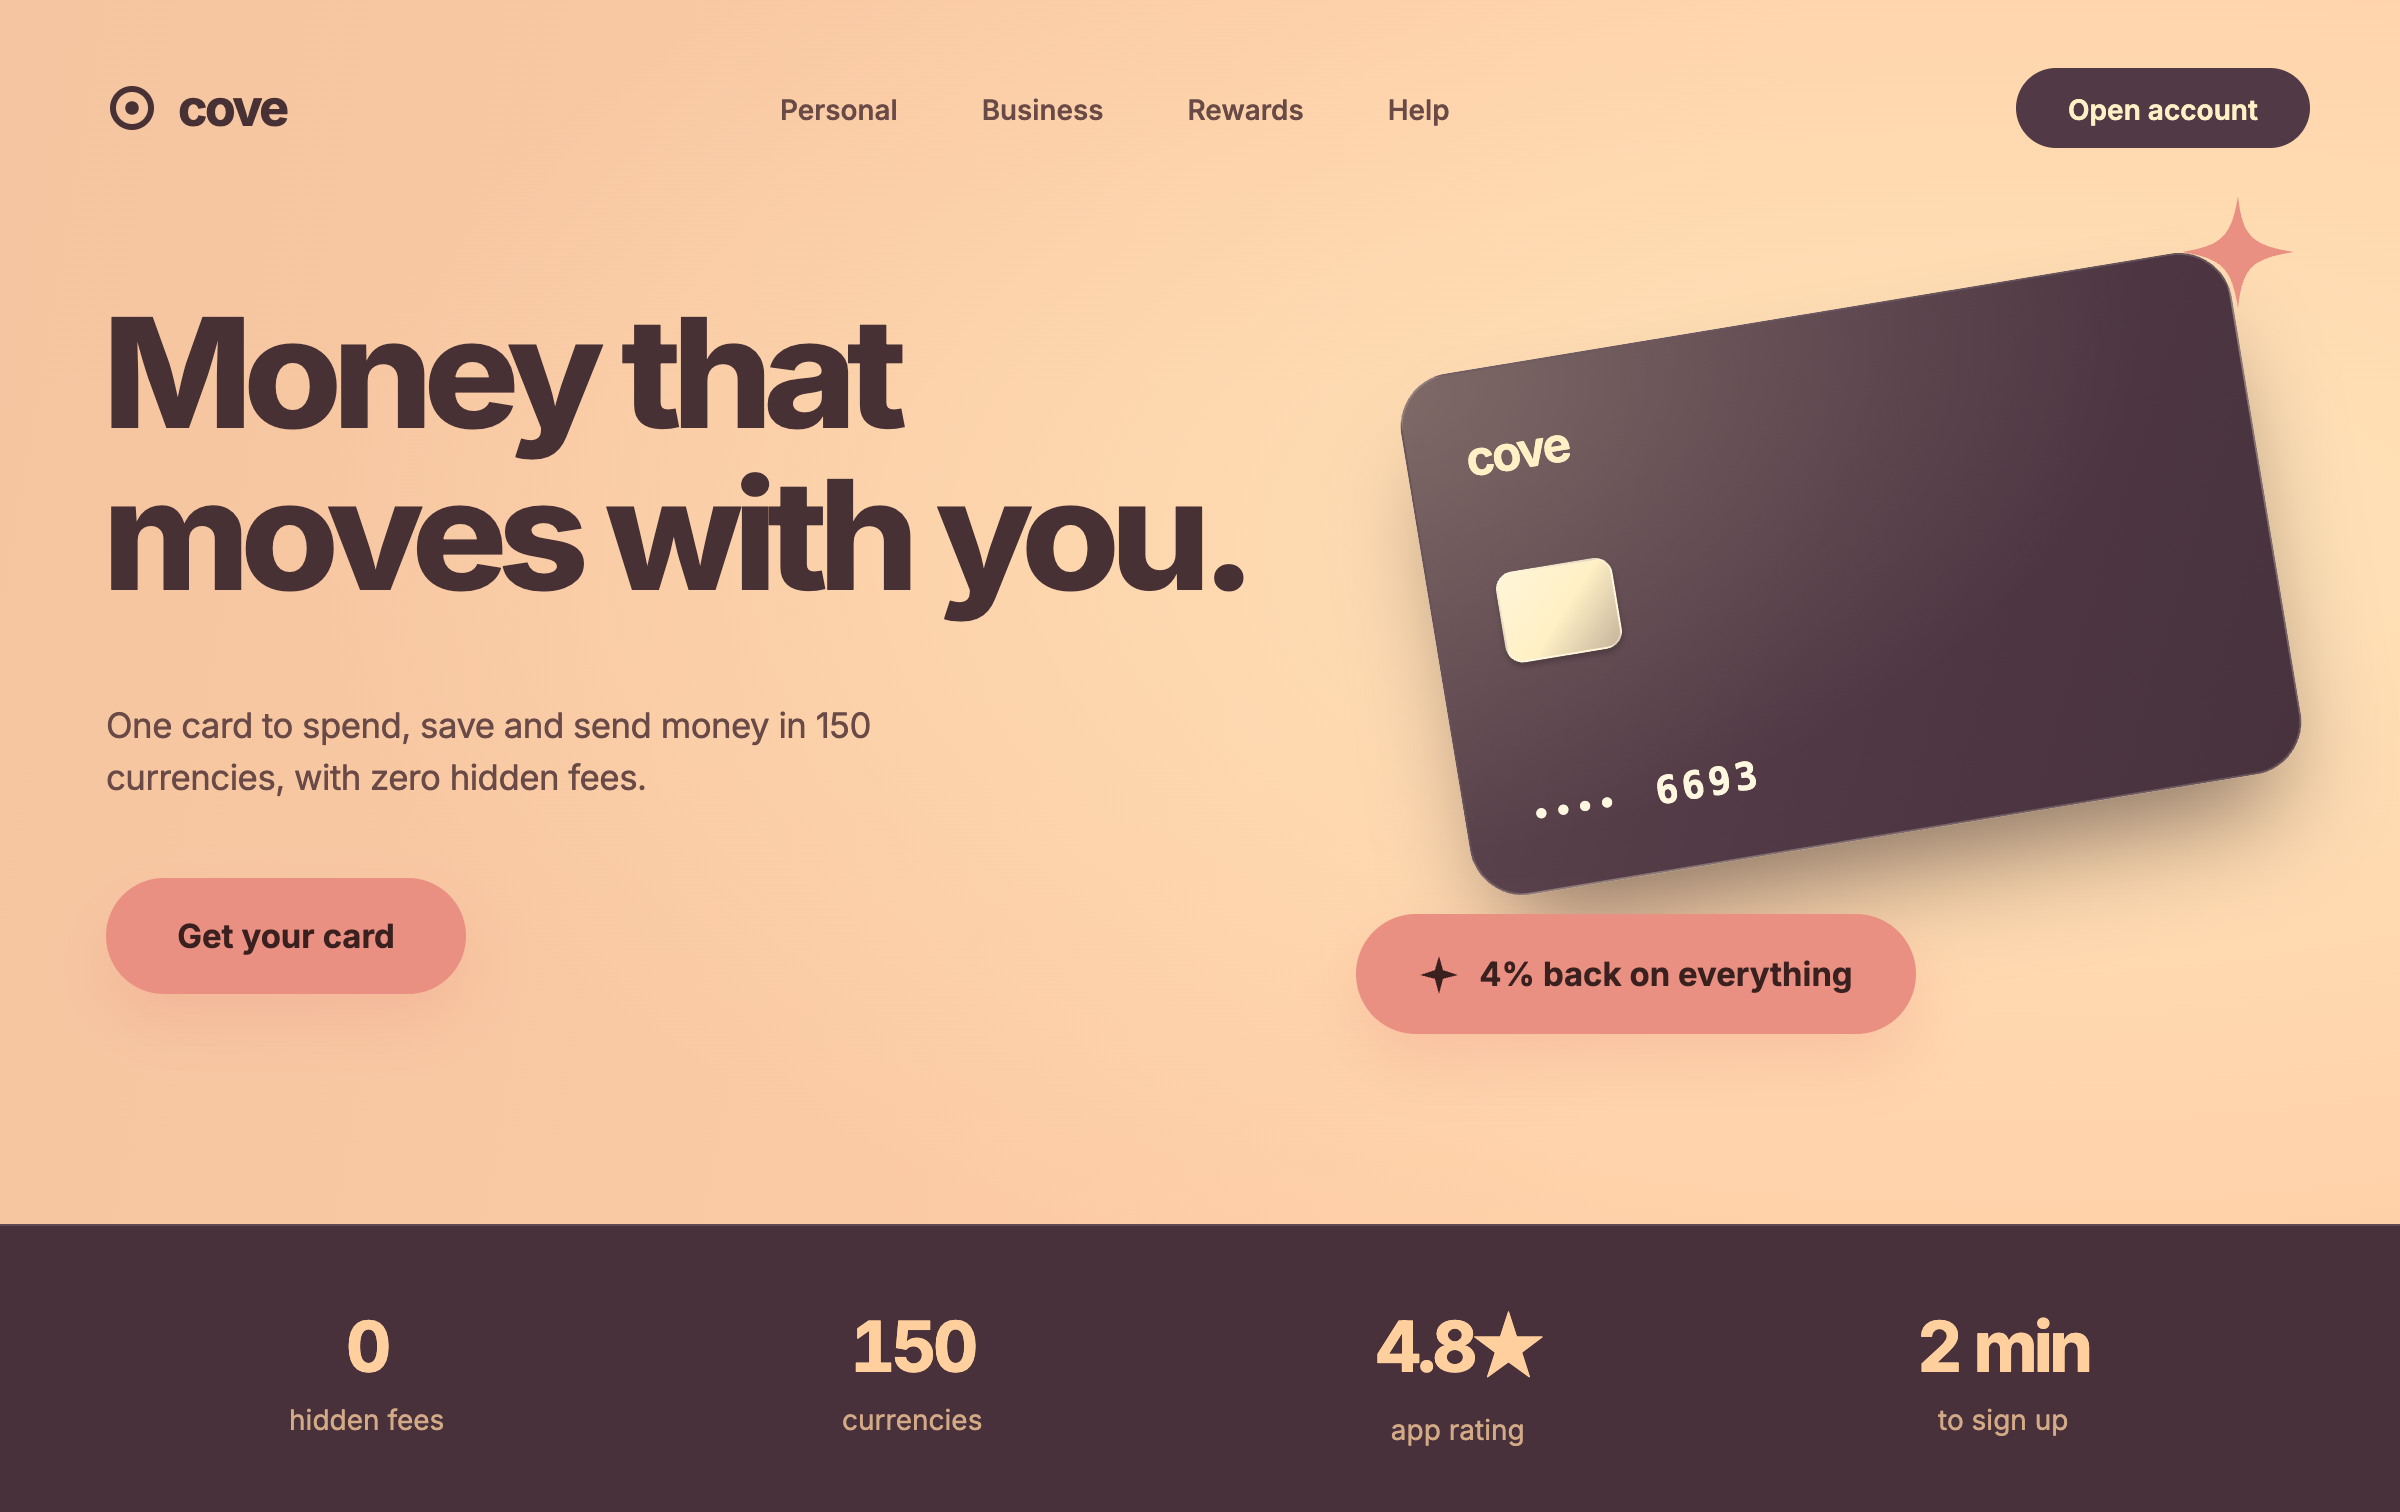 cove
Personal
Business
Rewards
Help
Open account
Money that
moves with you.
One card to spend, save and send money in 150
currencies, with zero hidden fees.
Get your card
cove
•••• 6693
4% back on everything
0
hidden fees
150
currencies
4.8★
app rating
2 min
to sign up